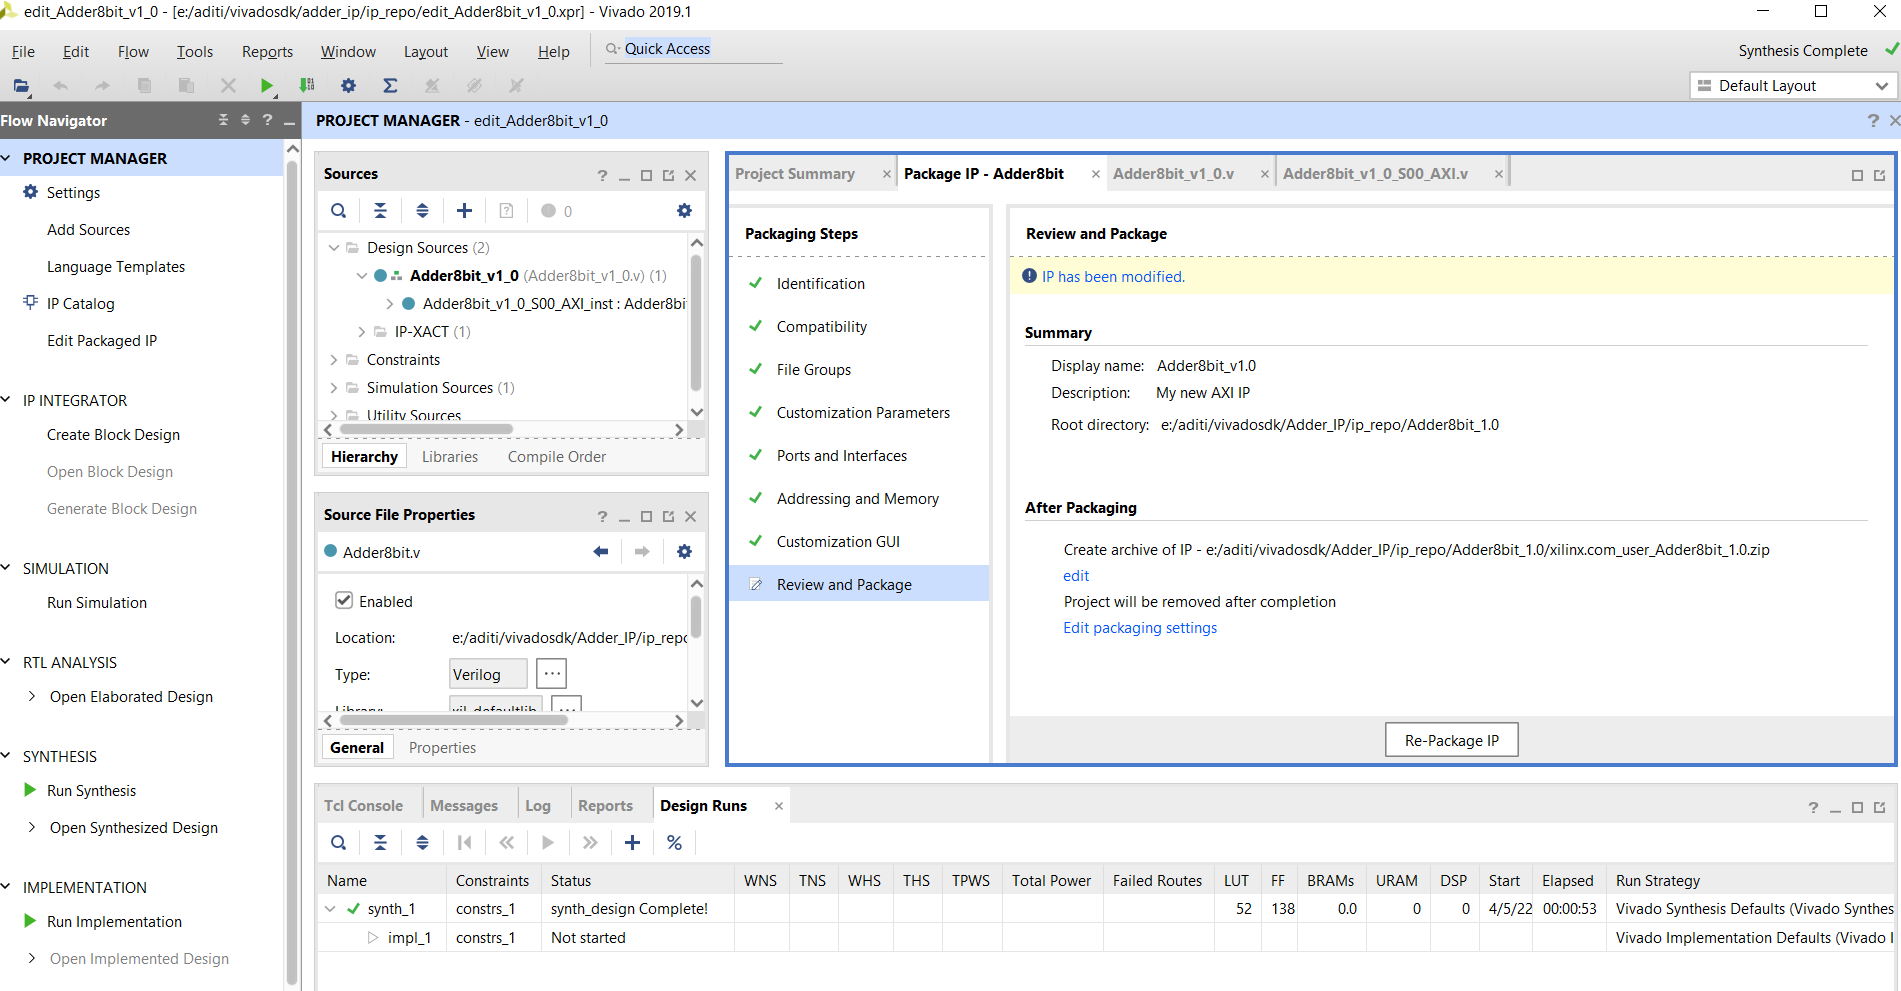 edit_Adder8bit_v1_0 - [e:/aditi/vivadosdk/adder_ip/ip_repo/edit_Adder8bit_v1_0.xpr] - Vivado 2019.1
File Edit Flow Tools Reports Window Layout View Help Quick Access
Synthesis Complete
Default Layout
Flow Navigator
PROJECT MANAGER
Settings
Add Sources
Language Templates
IP Catalog
Edit Packaged IP
IP INTEGRATOR
Create Block Design
Open Block Design
Generate Block Design
SIMULATION
Run Simulation
RTL ANALYSIS
Open Elaborated Design
SYNTHESIS
Run Synthesis
Open Synthesized Design
IMPLEMENTATION
Run Implementation
Open Implemented Design
PROJECT MANAGER - edit_Adder8bit_v1_0
Sources
0
Design Sources (2)
Adder8bit_v1_0 (Adder8bit_v1_0.v) (1)
Adder8bit_v1_0_S00_AXI_inst : Adder8bi
IP-XACT (1)
Constraints
Simulation Sources (1)
Utility Sources
Hierarchy Libraries Compile Order
Source File Properties
Adder8bit.v
Enabled
Location: e:/aditi/vivadosdk/Adder_IP/ip_repo
Type: Verilog ...
Library: xil_defaultlib ...
General Properties
Project Summary Package IP - Adder8bit Adder8bit_v1_0.v Adder8bit_v1_0_S00_AXI.v
Packaging Steps
Identification
Compatibility
File Groups
Customization Parameters
Ports and Interfaces
Addressing and Memory
Customization GUI
Review and Package
Review and Package
IP has been modified.
Summary
Display name: Adder8bit_v1.0
Description: My new AXI IP
Root directory: e:/aditi/vivadosdk/Adder_IP/ip_repo/Adder8bit_1.0
After Packaging
Create archive of IP - e:/aditi/vivadosdk/Adder_IP/ip_repo/Adder8bit_1.0/xilinx.com_user_Adder8bit_1.0.zip
edit
Project will be removed after completion
Edit packaging settings
Re-Package IP
Tcl Console Messages Log Reports Design Runs
Name Constraints Status WNS TNS WHS THS TPWS Total Power Failed Routes LUT FF BRAMs URAM DSP Start Elapsed Run Strategy
synth_1 constrs_1 synth_design Complete! 52 138 0.0 0 0 4/5/22 00:00:53 Vivado Synthesis Defaults (Vivado Synthes
impl_1 constrs_1 Not started Vivado Implementation Defaults (Vivado I